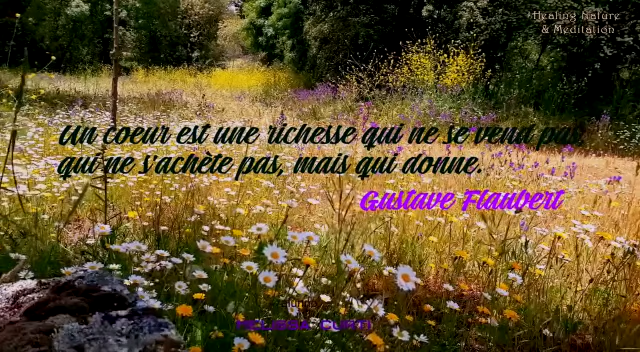 Healing Nature
& Meditation
Un coeur est une richesse qui ne se vend pas,
qui ne s'achète pas, mais qui donne.
Gustave Flaubert